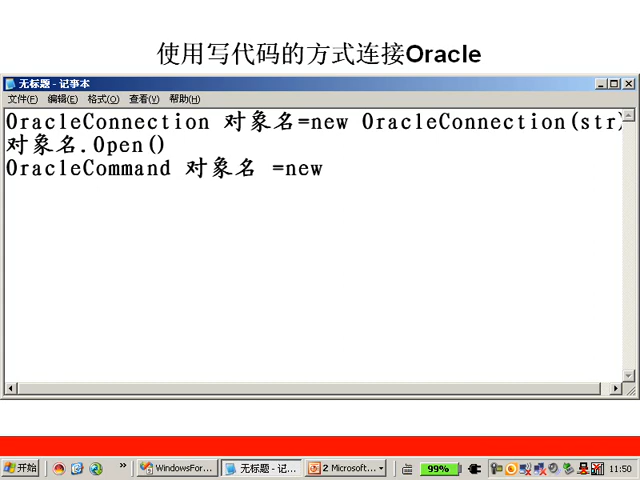 使用写代码的方式连接Oracle
无标题 - 记事本
文件(F) 编辑(E) 格式(O) 查看(V) 帮助(H)
OracleConnection 对象名=new OracleConnection(str)
对象名.Open()
OracleCommand 对象名 =new
开始 » WindowsFor... 无标题 - 记... 2 Microsoft... 99% 11:50